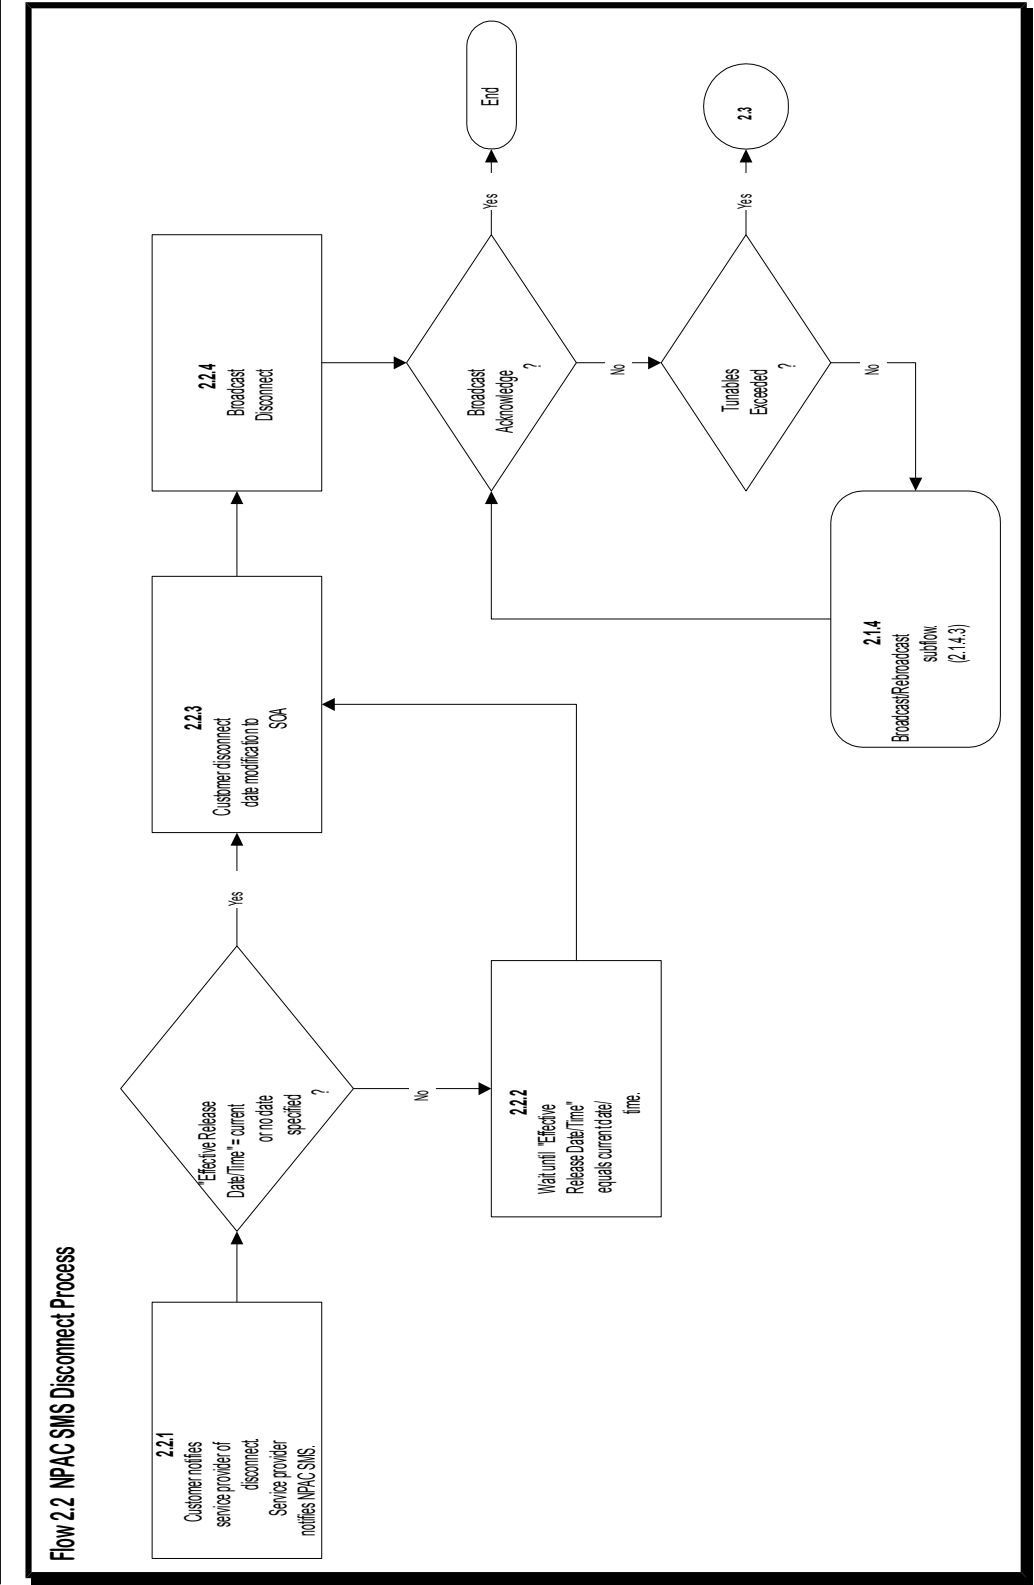 Flow 2.2 NPAC SMS Disconnect Process
2.2.1
Customer notifies
service provider of
disconnect.
Service provider
notifies NPAC SMS.
"Effective Release
Date/Time" = current
or no date
specified
?
Yes
No
2.2.2
Wait until "Effective
Release Date/Time"
equals current date/
time.
2.2.3
Customer disconnect
date modification to
SOA
2.2.4
Broadcast
Disconnect
Broadcast
Acknowledge
?
Yes
End
No
Tunables
Exceeded
?
Yes
2.3
No
2.1.4
Broadcast/Rebroadcast
subflow.
(2.1.4.3)